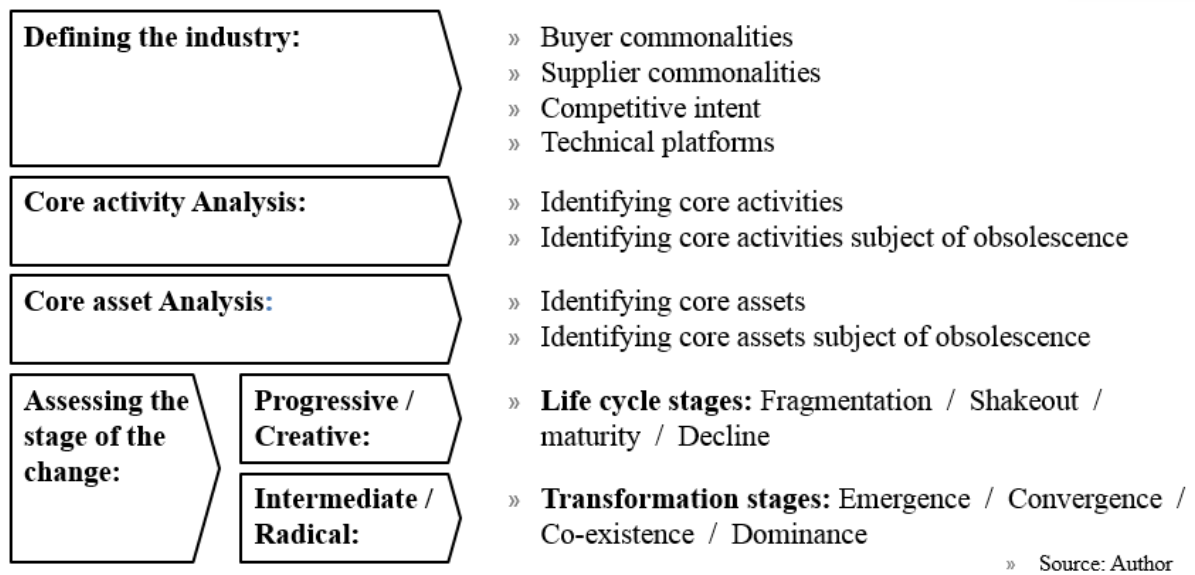 Defining the industry:
» Buyer commonalities
» Supplier commonalities
» Competitive intent
» Technical platforms
Core activity Analysis:
» Identifying core activities
» Identifying core activities subject of obsolescence
Core asset Analysis:
» Identifying core assets
» Identifying core assets subject of obsolescence
Assessing the
stage of the
change:
Progressive /
Creative:
» Life cycle stages: Fragmentation / Shakeout /
maturity / Decline
Intermediate /
Radical:
» Transformation stages: Emergence / Convergence /
Co-existence / Dominance
» Source: Author